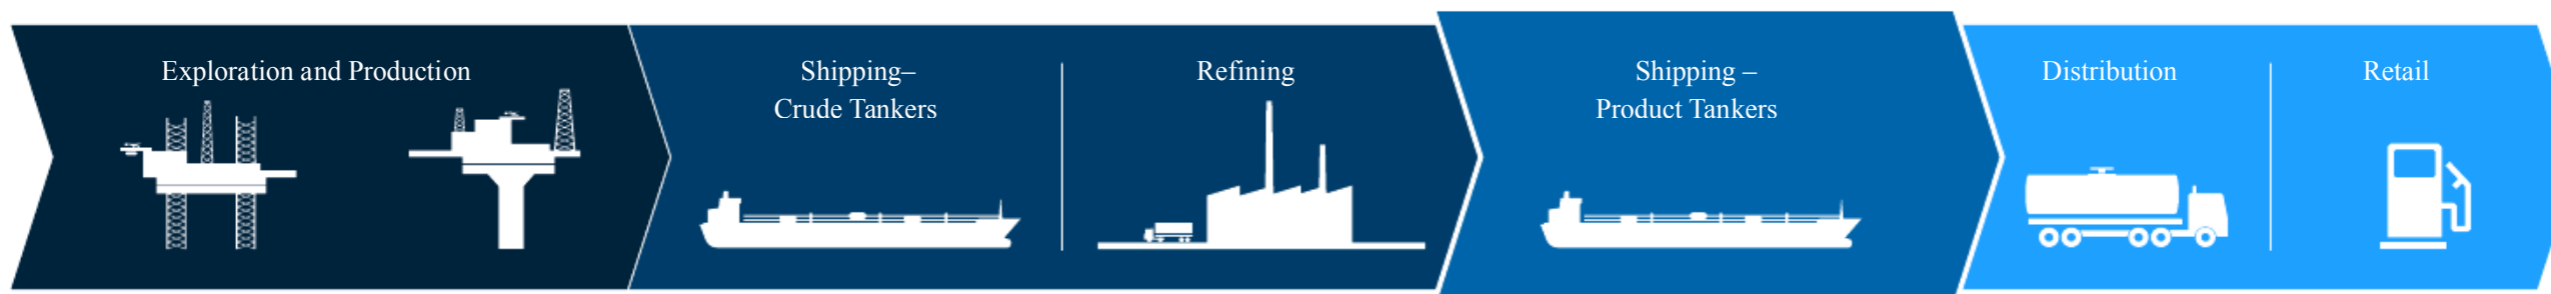 Exploration and Production
Shipping–
Crude Tankers
Refining
Shipping –
Product Tankers
Distribution
Retail